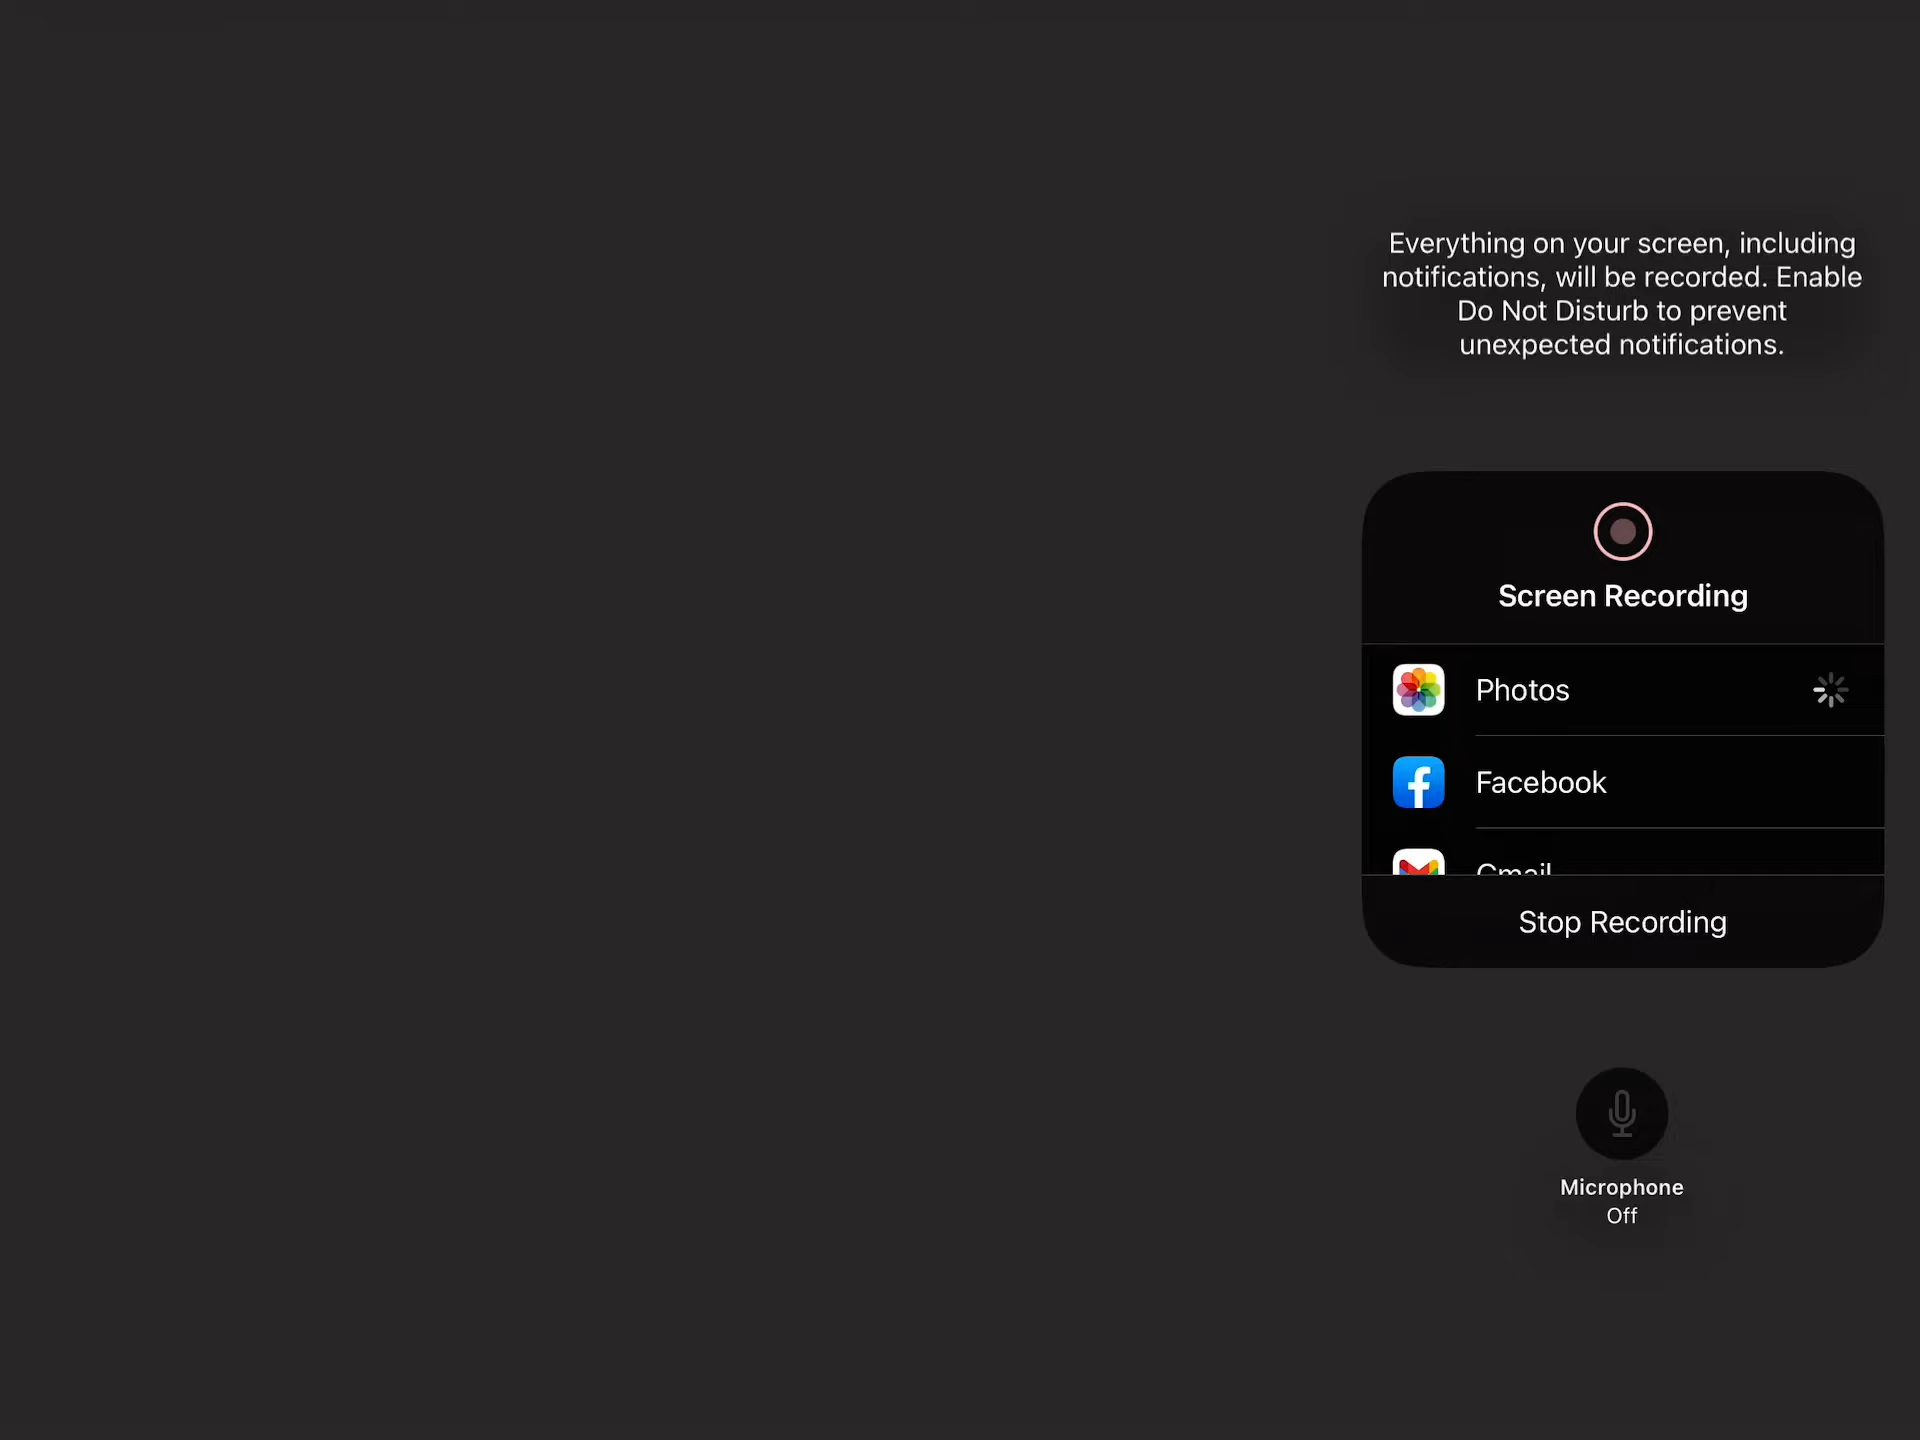 Everything on your screen, including
notifications, will be recorded. Enable
Do Not Disturb to prevent
unexpected notifications.
Screen Recording
Photos
Facebook
Gmail
Stop Recording
Microphone
Off